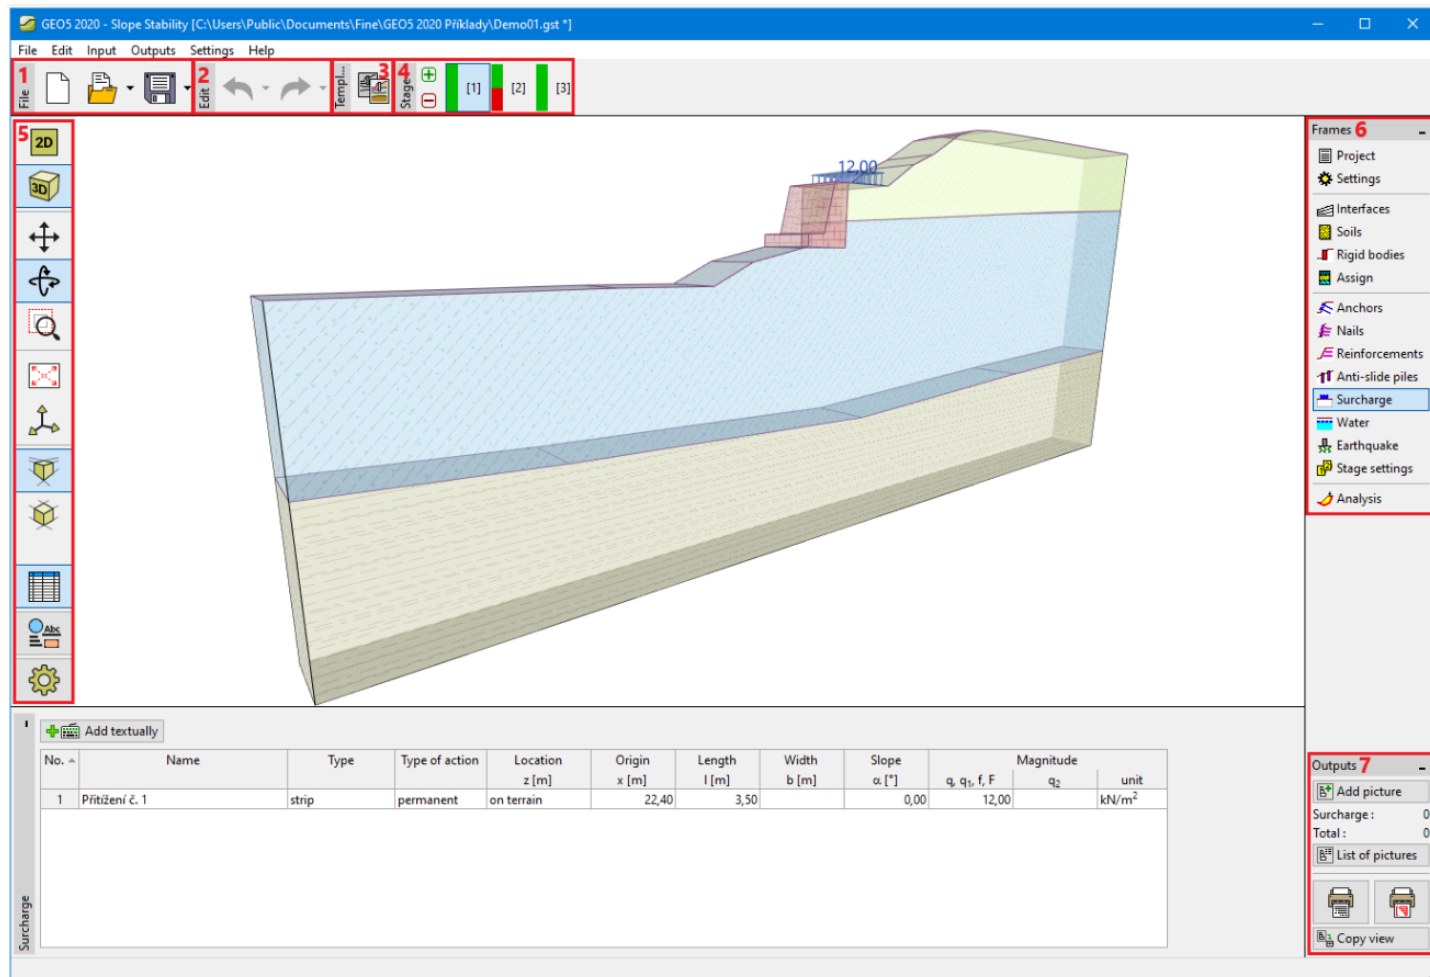 GEO5 2020 - Slope Stability [C:\Users\Public\Documents\Fine\GEO5 2020 Příklady\Demo01.gst *]
File Edit Input Outputs Settings Help
1 File
2 Edit
3 Templ...
4 Stage
[1] [2] [3]
5
2D
3D
Abc
12,00
Frames 6
Project
Settings
Interfaces
Soils
Rigid bodies
Assign
Anchors
Nails
Reinforcements
Anti-slide piles
Surcharge
Water
Earthquake
Stage settings
Analysis
Add textually
No. Name Type Type of action Location Origin Length Width Slope Magnitude
z [m] x [m] l [m] b [m] α [°] q, q₁, f, F q₂ unit
1 Přitížení č. 1 strip permanent on terrain 22,40 3,50 0,00 12,00 kN/m²
Surcharge
Outputs 7
Add picture
Surcharge : 0
Total : 0
List of pictures
Copy view